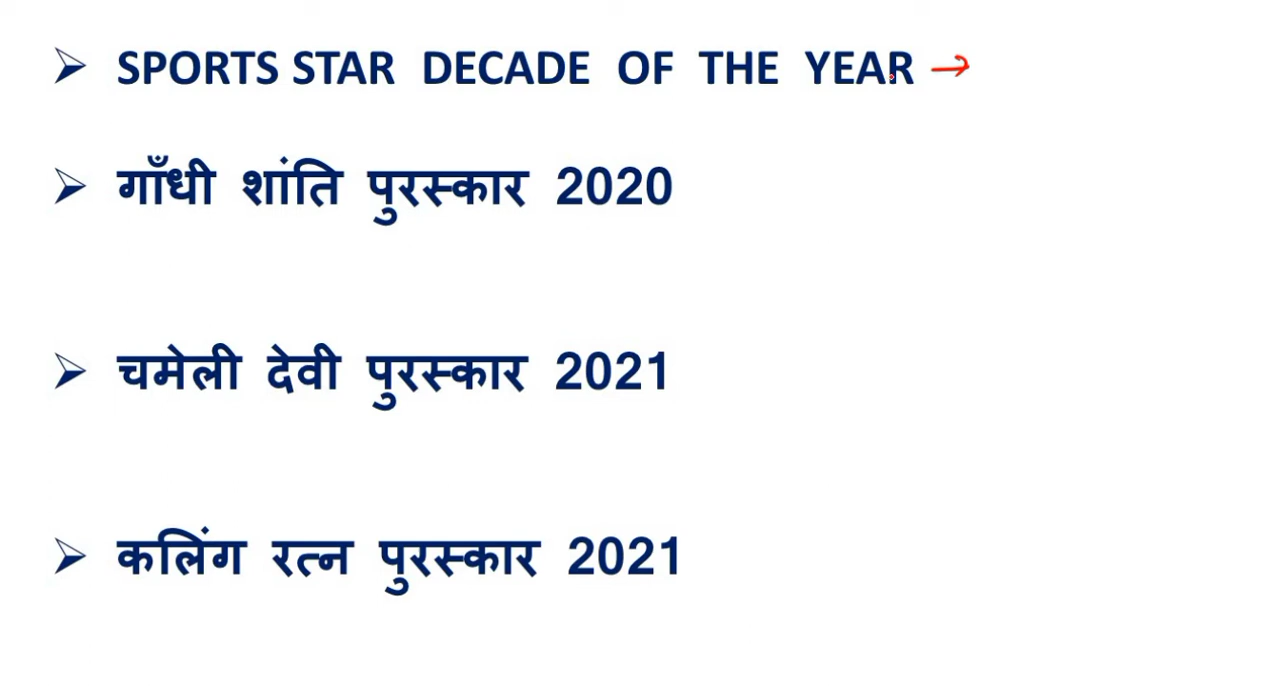 ➢ SPORTS STAR DECADE OF THE YEAR →
➢ गाँधी शांति पुरस्कार 2020
➢ चमेली देवी पुरस्कार 2021
➢ कलिंग रत्न पुरस्कार 2021